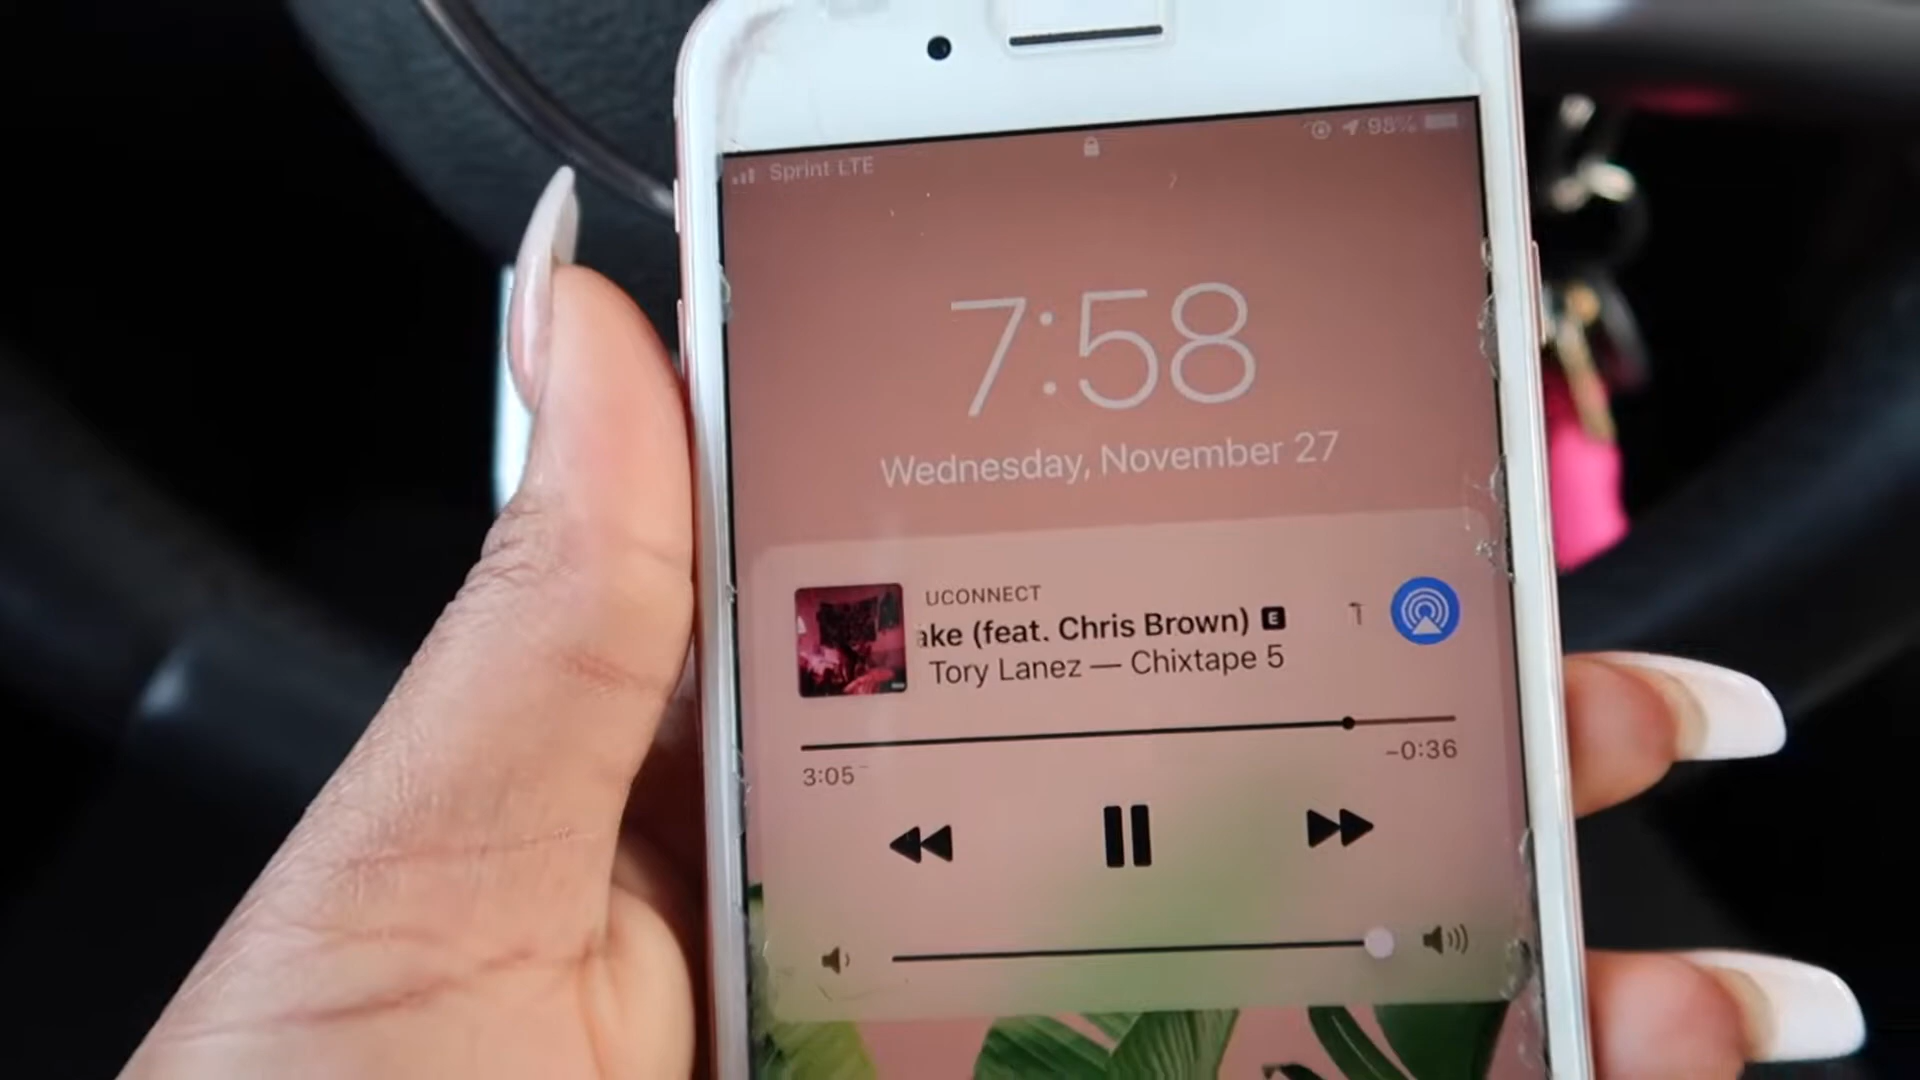 Sprint LTE
98%
7:58
Wednesday, November 27
UCONNECT
ake (feat. Chris Brown) E T
Tory Lanez — Chixtape 5
3:05
-0:36